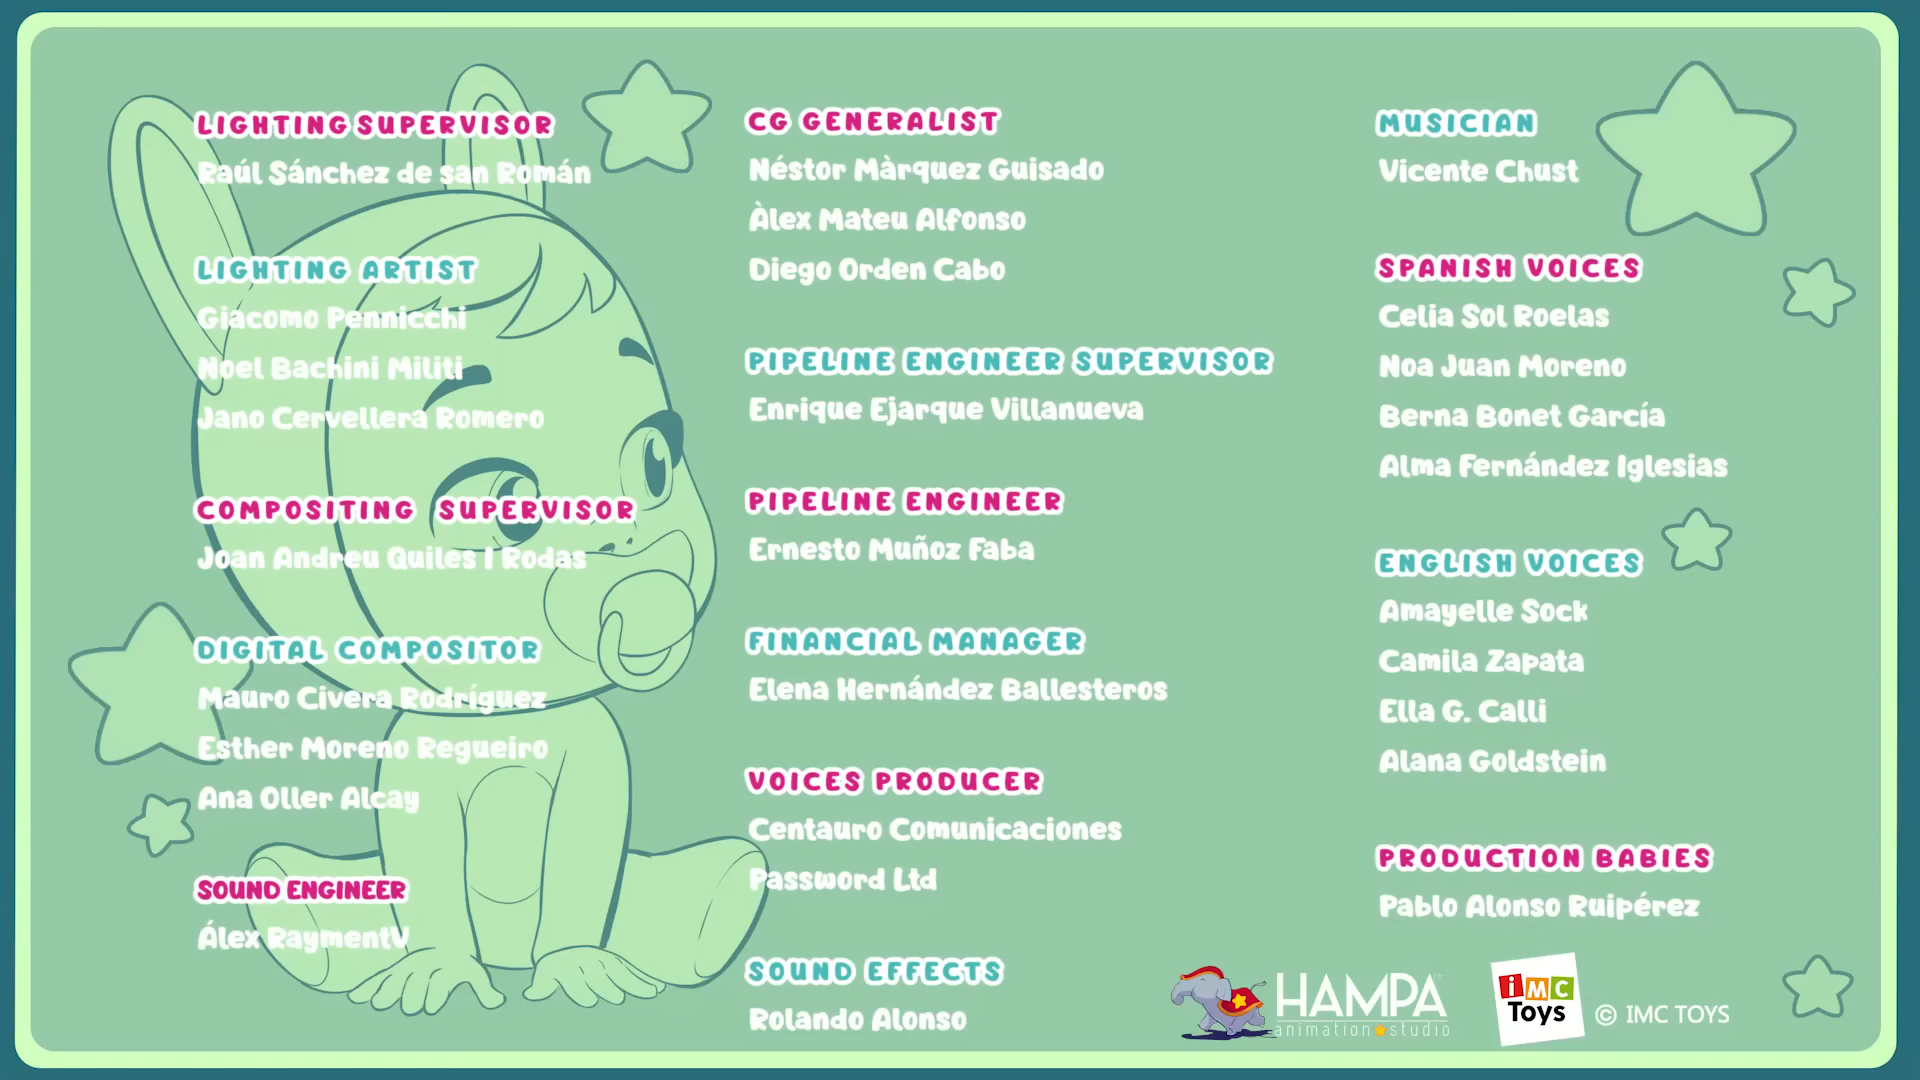 LIGHTING SUPERVISOR
Raúl Sánchez de san Román
LIGHTING ARTIST
Giacomo Pennicchi
Noel Bachini Militi
Jano Cervellera Romero
COMPOSITING SUPERVISOR
Joan Andreu Quiles I Rodas
DIGITAL COMPOSITOR
Mauro Civera Rodríguez
Esther Moreno Regueiro
Ana Oller Alcay
SOUND ENGINEER
Álex RaymentV
CG GENERALIST
Néstor Màrquez Guisado
Àlex Mateu Alfonso
Diego Orden Cabo
PIPELINE ENGINEER SUPERVISOR
Enrique Ejarque Villanueva
PIPELINE ENGINEER
Ernesto Muñoz Faba
FINANCIAL MANAGER
Elena Hernández Ballesteros
VOICES PRODUCER
Centauro Comunicaciones
Password Ltd
SOUND EFFECTS
Rolando Alonso
MUSICIAN
Vicente Chust
SPANISH VOICES
Celia Sol Roelas
Noa Juan Moreno
Berna Bonet García
Alma Fernández Iglesias
ENGLISH VOICES
Amayelle Sock
Camila Zapata
Ella G. Calli
Alana Goldstein
PRODUCTION BABIES
Pablo Alonso Ruipérez
HAMPA
animation studio
iMC
Toys
© IMC TOYS